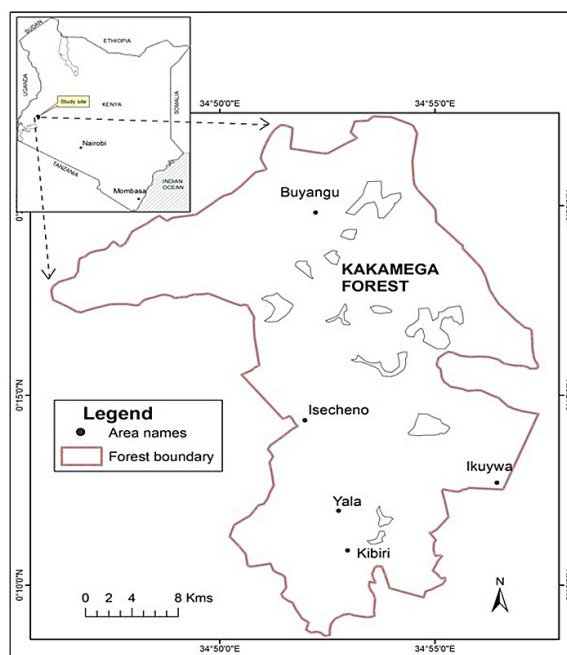 SUDAN
ETHIOPIA
UGANDA
Study site
KENYA
SOMALIA
Nairobi
TANZANIA
Mombasa
INDIAN
OCEAN
34°50'0"E
34°55'0"E
Buyangu
KAKAMEGA
FOREST
0°15'0"N
Isecheno
Legend
Area names
Forest boundary
Ikuywa
Yala
Kibiri
0°10'0"N
N
0 2 4 8 Kms
34°50'0"E
34°55'0"E